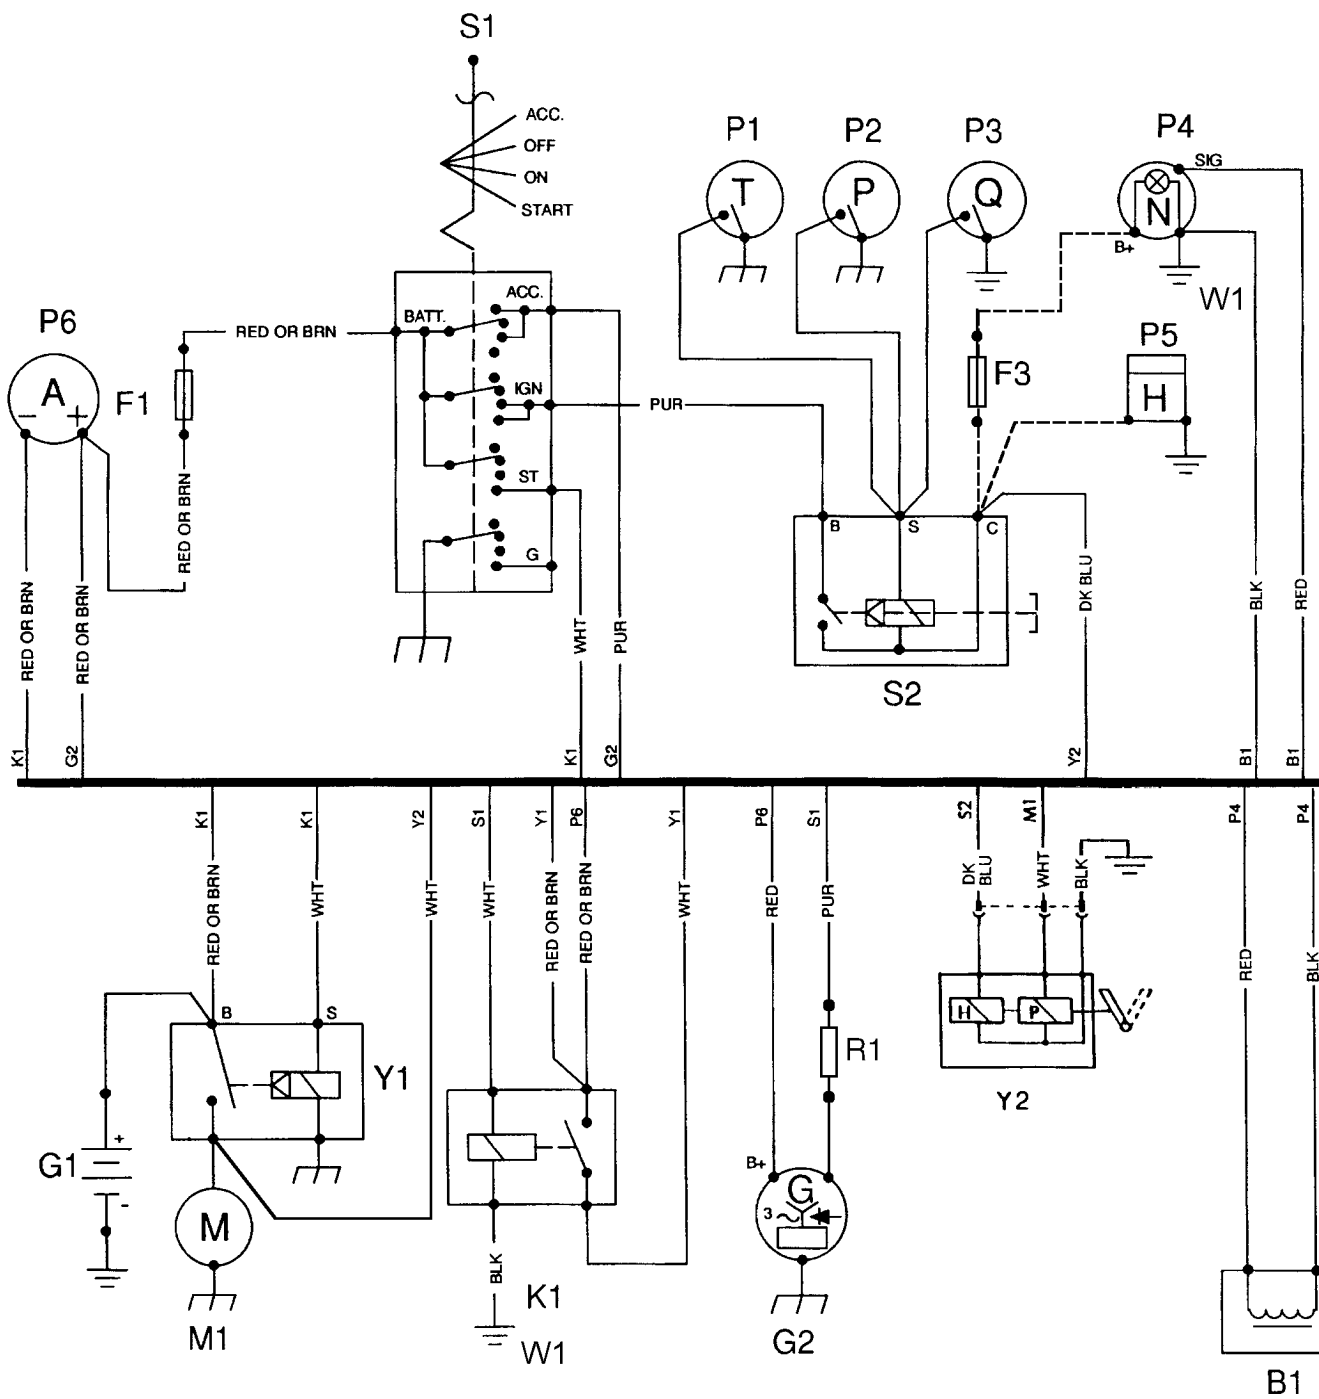 S1
ACC.
OFF
ON
START
P1
P2
P3
P4
T
P
Q
N
SIG
B+
W1
P6
A
- +
F1
RED OR BRN
BATT.
ACC.
IGN
ST
G
PUR
F3
P5
H
B
S
C
S2
RED OR BRN
RED OR BRN
RED OR BRN
WHT
PUR
DK BLU
BLK
RED
K1
G2
K1
G2
Y2
B1
B1
K1
K1
Y2
S1
Y1
P6
Y1
P6
S1
S2
M1
P4
P4
RED OR BRN
WHT
WHT
WHT
RED OR BRN
RED OR BRN
WHT
RED
PUR
DK
BLU
WHT
BLK
RED
BLK
B
S
Y1
G1
+
-
M
M1
BLK
K1
W1
R1
B+
G
3
G2
H
P
Y2
B1